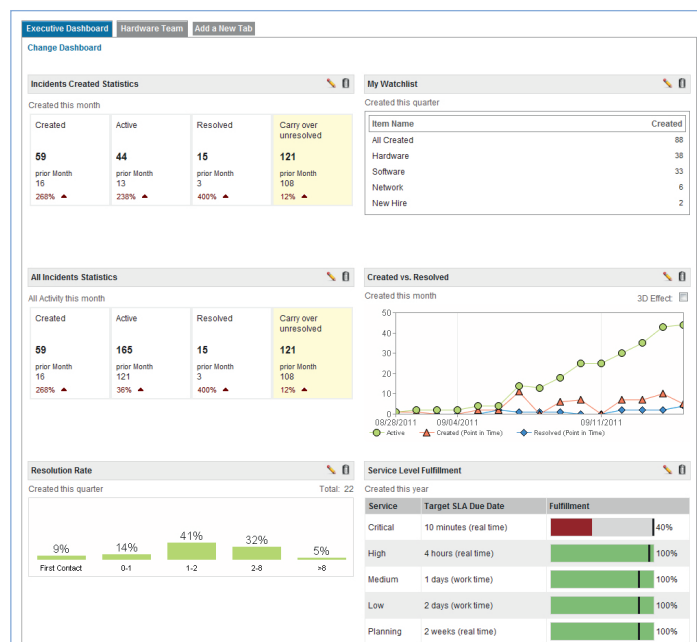 Executive Dashboard Hardware Team Add a New Tab
Change Dashboard
Incidents Created Statistics
Created this month
Created Active Resolved Carry over
unresolved
59 44 15 121
prior Month prior Month prior Month prior Month
16 13 3 108
268% 238% 400% 12%
My Watchlist
Created this quarter
Item Name Created
All Created 88
Hardware 38
Software 33
Network 6
New Hire 2
All Incidents Statistics
All Activity this month
Created Active Resolved Carry over
unresolved
59 165 15 121
prior Month prior Month prior Month prior Month
16 121 3 108
268% 36% 400% 12%
Created vs. Resolved
Created this month 3D Effect:
50
40
30
20
10
0
08/28/2011 09/04/2011 09/11/2011
Active Created (Point in Time) Resolved (Point in Time)
Resolution Rate
Created this quarter Total: 22
9% 14% 41% 32% 5%
First Contact 0-1 1-2 2-8 >8
Service Level Fulfillment
Created this year
Service Target SLA Due Date Fulfillment
Critical 10 minutes (real time) 40%
High 4 hours (real time) 100%
Medium 1 days (work time) 100%
Low 2 days (work time) 100%
Planning 2 weeks (real time) 100%